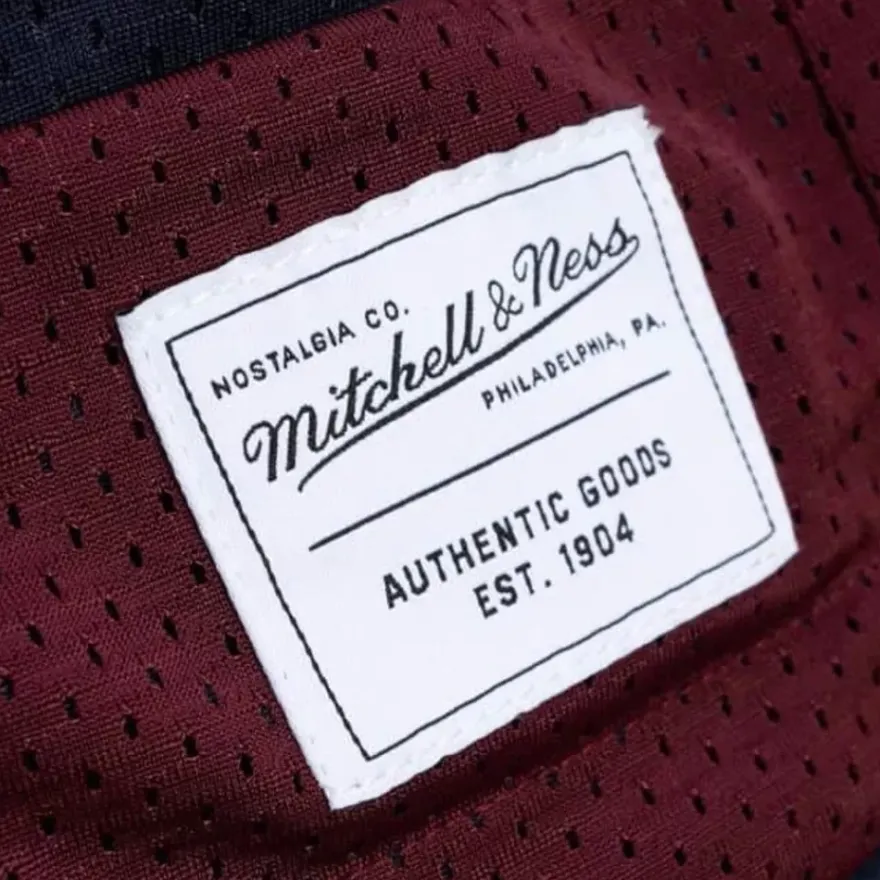 NOSTALGIA CO.
Mitchell & Ness
PHILADELPHIA, PA.
AUTHENTIC GOODS
EST. 1904